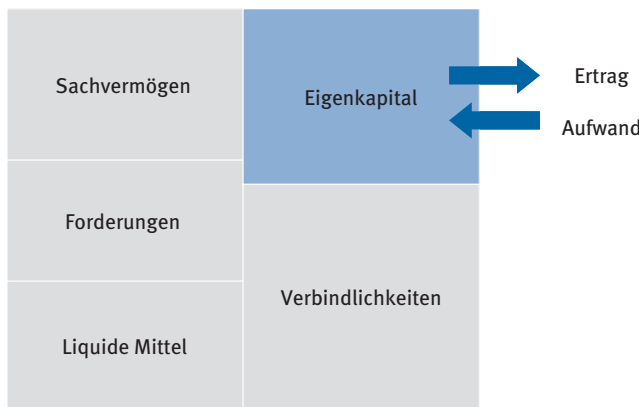 Sachvermögen
Eigenkapital
Ertrag
Aufwand
Forderungen
Verbindlichkeiten
Liquide Mittel